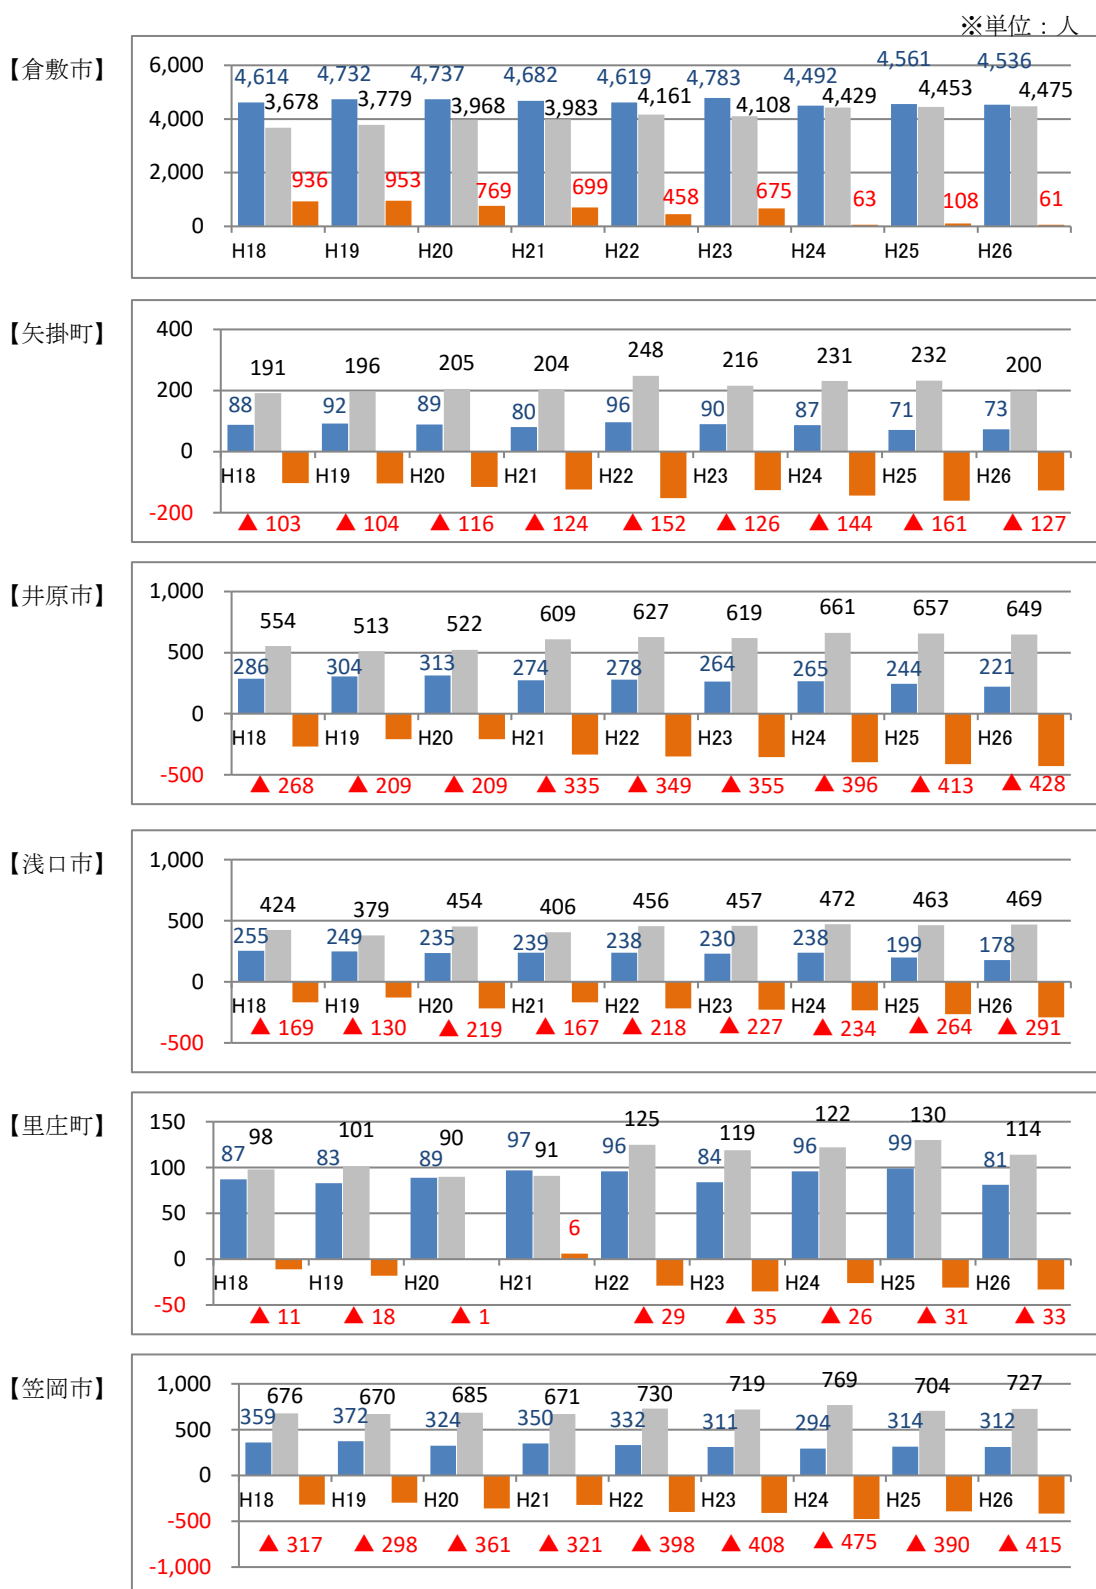 ※単位：人
【倉敷市】
6,000
4,000
2,000
0
4,614 4,732 4,737 4,682 4,619 4,783 4,492 4,561 4,536
3,678 3,779 3,968 3,983 4,161 4,108 4,429 4,453 4,475
936 953 769 699 458 675 63 108 61
H18 H19 H20 H21 H22 H23 H24 H25 H26
【矢掛町】
400
200
0
-200
191 196 205 204 248 216 231 232 200
88 92 89 80 96 90 87 71 73
H18 H19 H20 H21 H22 H23 H24 H25 H26
▲ 103 ▲ 104 ▲ 116 ▲ 124 ▲ 152 ▲ 126 ▲ 144 ▲ 161 ▲ 127
【井原市】
1,000
500
0
-500
554 513 522 609 627 619 661 657 649
286 304 313 274 278 264 265 244 221
H18 H19 H20 H21 H22 H23 H24 H25 H26
▲ 268 ▲ 209 ▲ 209 ▲ 335 ▲ 349 ▲ 355 ▲ 396 ▲ 413 ▲ 428
【浅口市】
1,000
500
0
-500
424 379 454 406 456 457 472 463 469
255 249 235 239 238 230 238 199 178
H18 H19 H20 H21 H22 H23 H24 H25 H26
▲ 169 ▲ 130 ▲ 219 ▲ 167 ▲ 218 ▲ 227 ▲ 234 ▲ 264 ▲ 291
【里庄町】
150
100
50
0
-50
98 101 90 91 125 119 122 130 114
87 83 89 97 96 84 96 99 81
6
H18 H19 H20 H21 H22 H23 H24 H25 H26
▲ 11 ▲ 18 ▲ 1 ▲ 29 ▲ 35 ▲ 26 ▲ 31 ▲ 33
【笠岡市】
1,000
500
0
-500
-1,000
676 670 685 671 730 719 769 704 727
359 372 324 350 332 311 294 314 312
H18 H19 H20 H21 H22 H23 H24 H25 H26
▲ 317 ▲ 298 ▲ 361 ▲ 321 ▲ 398 ▲ 408 ▲ 475 ▲ 390 ▲ 415